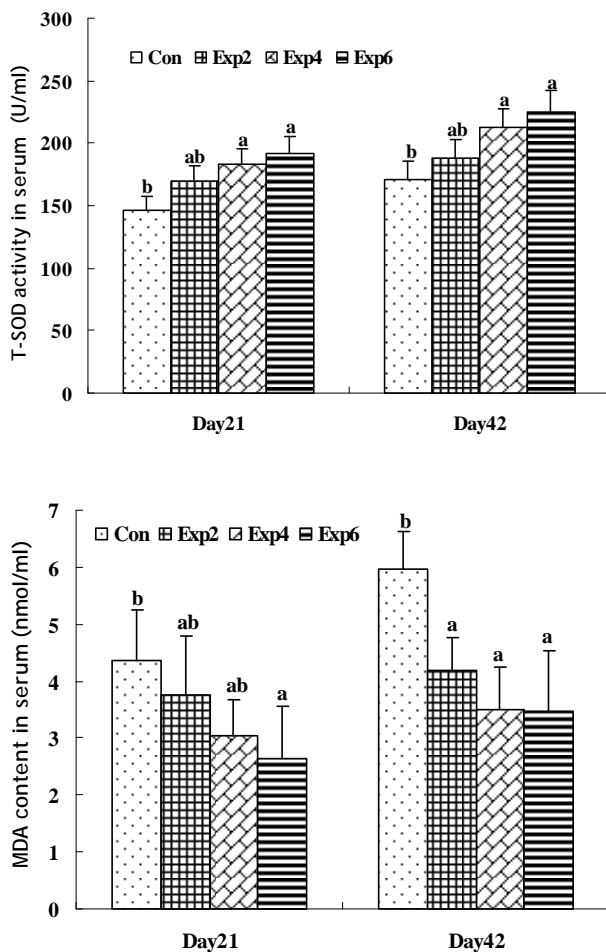 T-SOD activity in serum (U/ml)
300
250
200
150
100
50
0
Con Exp2 Exp4 Exp6
b ab a a
b ab a a
Day21 Day42
MDA content in serum (nmol/ml)
7
6
5
4
3
2
1
0
Con Exp2 Exp4 Exp6
b ab ab a
b a a a
Day21 Day42